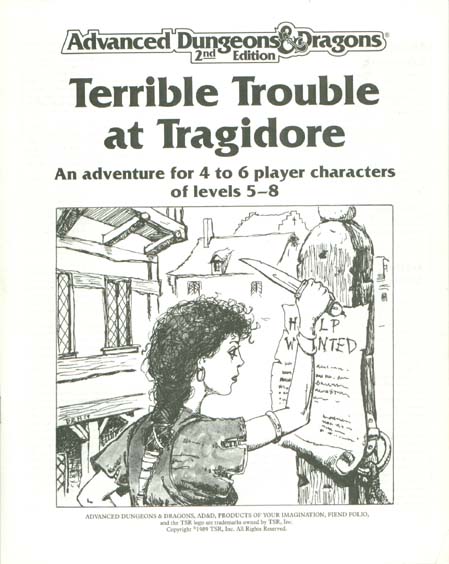 Advanced Dungeons & Dragons®
2nd Edition
Terrible Trouble
at Tragidore
An adventure for 4 to 6 player characters
of levels 5–8
H LP
W NTED
ADVANCED DUNGEONS & DRAGONS, AD&D, PRODUCTS OF YOUR IMAGINATION, FIEND FOLIO,
and the TSR logo are trademarks owned by TSR, Inc.
Copyright ©1989 TSR, Inc. All Rights Reserved.